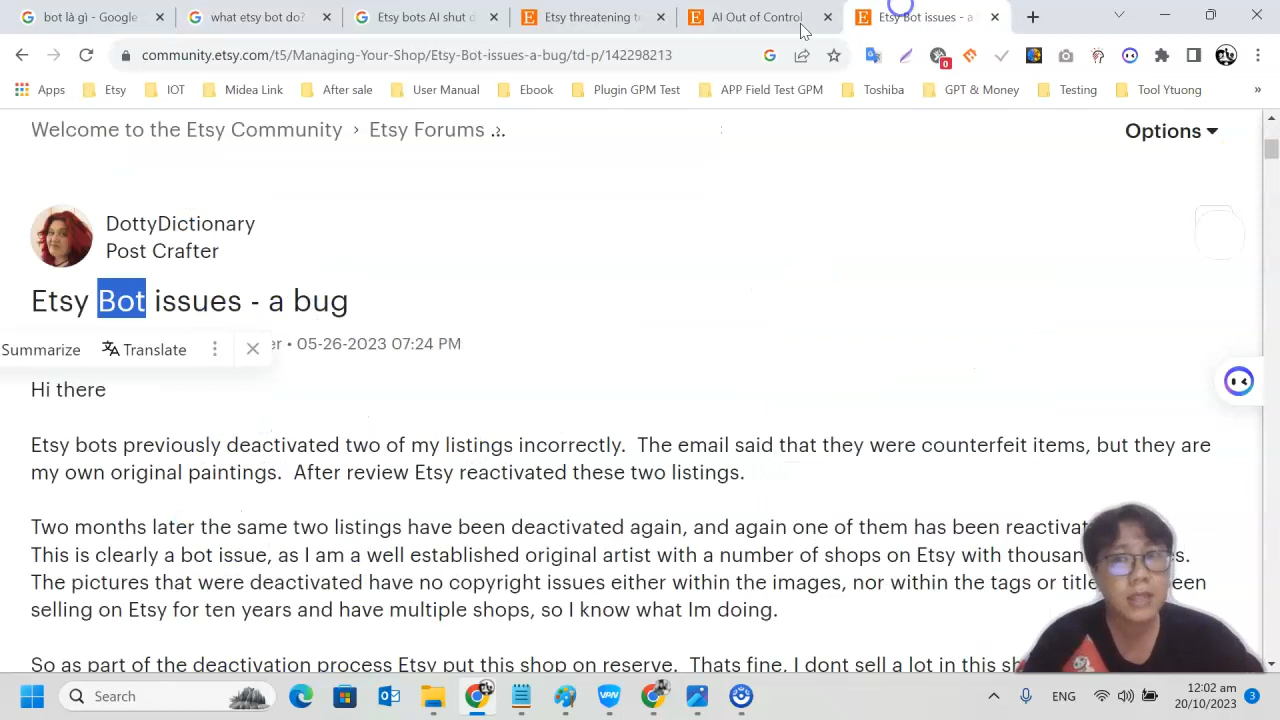 bot là gì - Google
what etsy bot do?
Etsy bots AI shut d
Etsy threatening t
AI Out of Control
Etsy Bot issues - a
community.etsy.com/t5/Managing-Your-Shop/Etsy-Bot-issues-a-bug/td-p/142298213
0
Apps
Etsy
IOT
Midea Link
After sale
User Manual
Ebook
Plugin GPM Test
APP Field Test GPM
Toshiba
GPT & Money
Testing
Tool Ytuong
»
Welcome to the Etsy Community › Etsy Forums ...
Options
DottyDictionary
Post Crafter
Etsy Bot issues - a bug
Summarize Translate
er • 05-26-2023 07:24 PM
Hi there
Etsy bots previously deactivated two of my listings incorrectly. The email said that they were counterfeit items, but they are
my own original paintings. After review Etsy reactivated these two listings.
Two months later the same two listings have been deactivated again, and again one of them has been reactivat
This is clearly a bot issue, as I am a well established original artist with a number of shops on Etsy with thousan s.
The pictures that were deactivated have no copyright issues either within the images, nor within the tags or title een
selling on Etsy for ten years and have multiple shops, so I know what Im doing.
So as part of the deactivation process Etsy put this shop on reserve. Thats fine, I dont sell a lot in this sh
Search
VPN
ENG
12:02 am
20/10/2023
3